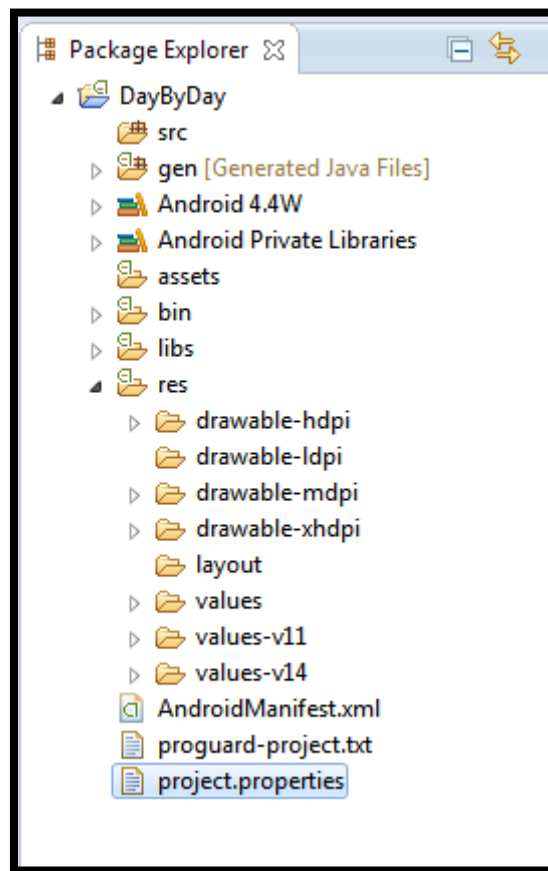 Package Explorer
DayByDay
src
gen [Generated Java Files]
Android 4.4W
Android Private Libraries
assets
bin
libs
res
drawable-hdpi
drawable-ldpi
drawable-mdpi
drawable-xhdpi
layout
values
values-v11
values-v14
AndroidManifest.xml
proguard-project.txt
project.properties